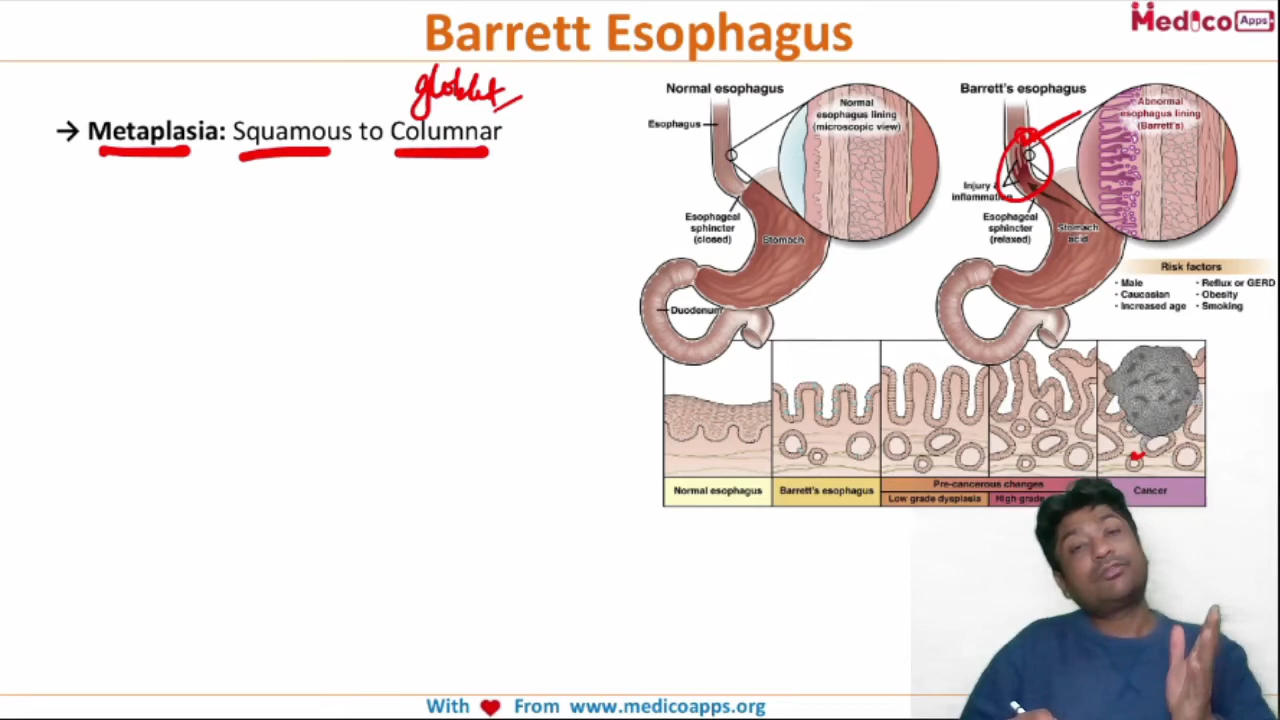 Barrett Esophagus
Medico Apps
globlet
→ Metaplasia: Squamous to Columnar
Normal esophagus
Esophagus
Normal
esophagus lining
(microscopic view)
Esophageal
sphincter
(closed)
Stomach
Duodenum
Barrett's esophagus
Abnormal
esophagus lining
(Barrett's)
Injury &
inflammation
Esophageal
sphincter
(relaxed)
Stomach
acid
Risk factors
• Male
• Caucasian
• Increased age
• Reflux or GERD
• Obesity
• Smoking
Normal esophagus
Barrett's esophagus
Pre-cancerous changes
Low grade dysplasia
High grade
Cancer
With From www.medicoapps.org